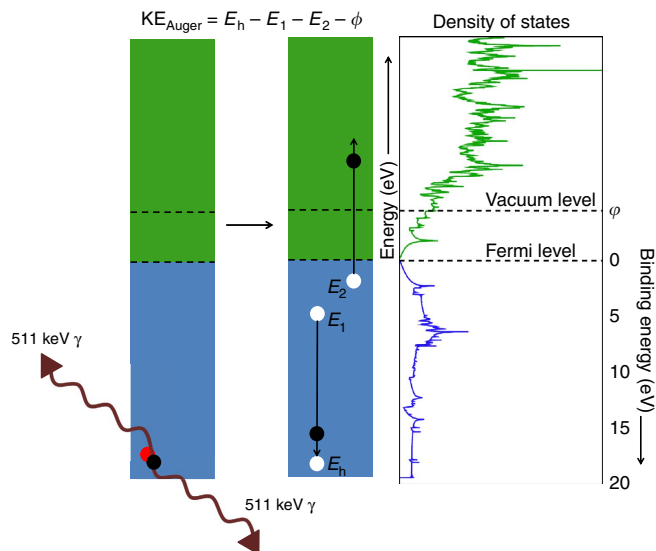 KE_Auger = E_h – E_1 – E_2 – ϕ
Density of states
Energy (eV)
Vacuum level
φ
Fermi level
0
E_2
E_1
5
511 keV γ
10
15
E_h
20
Binding energy (eV)
511 keV γ